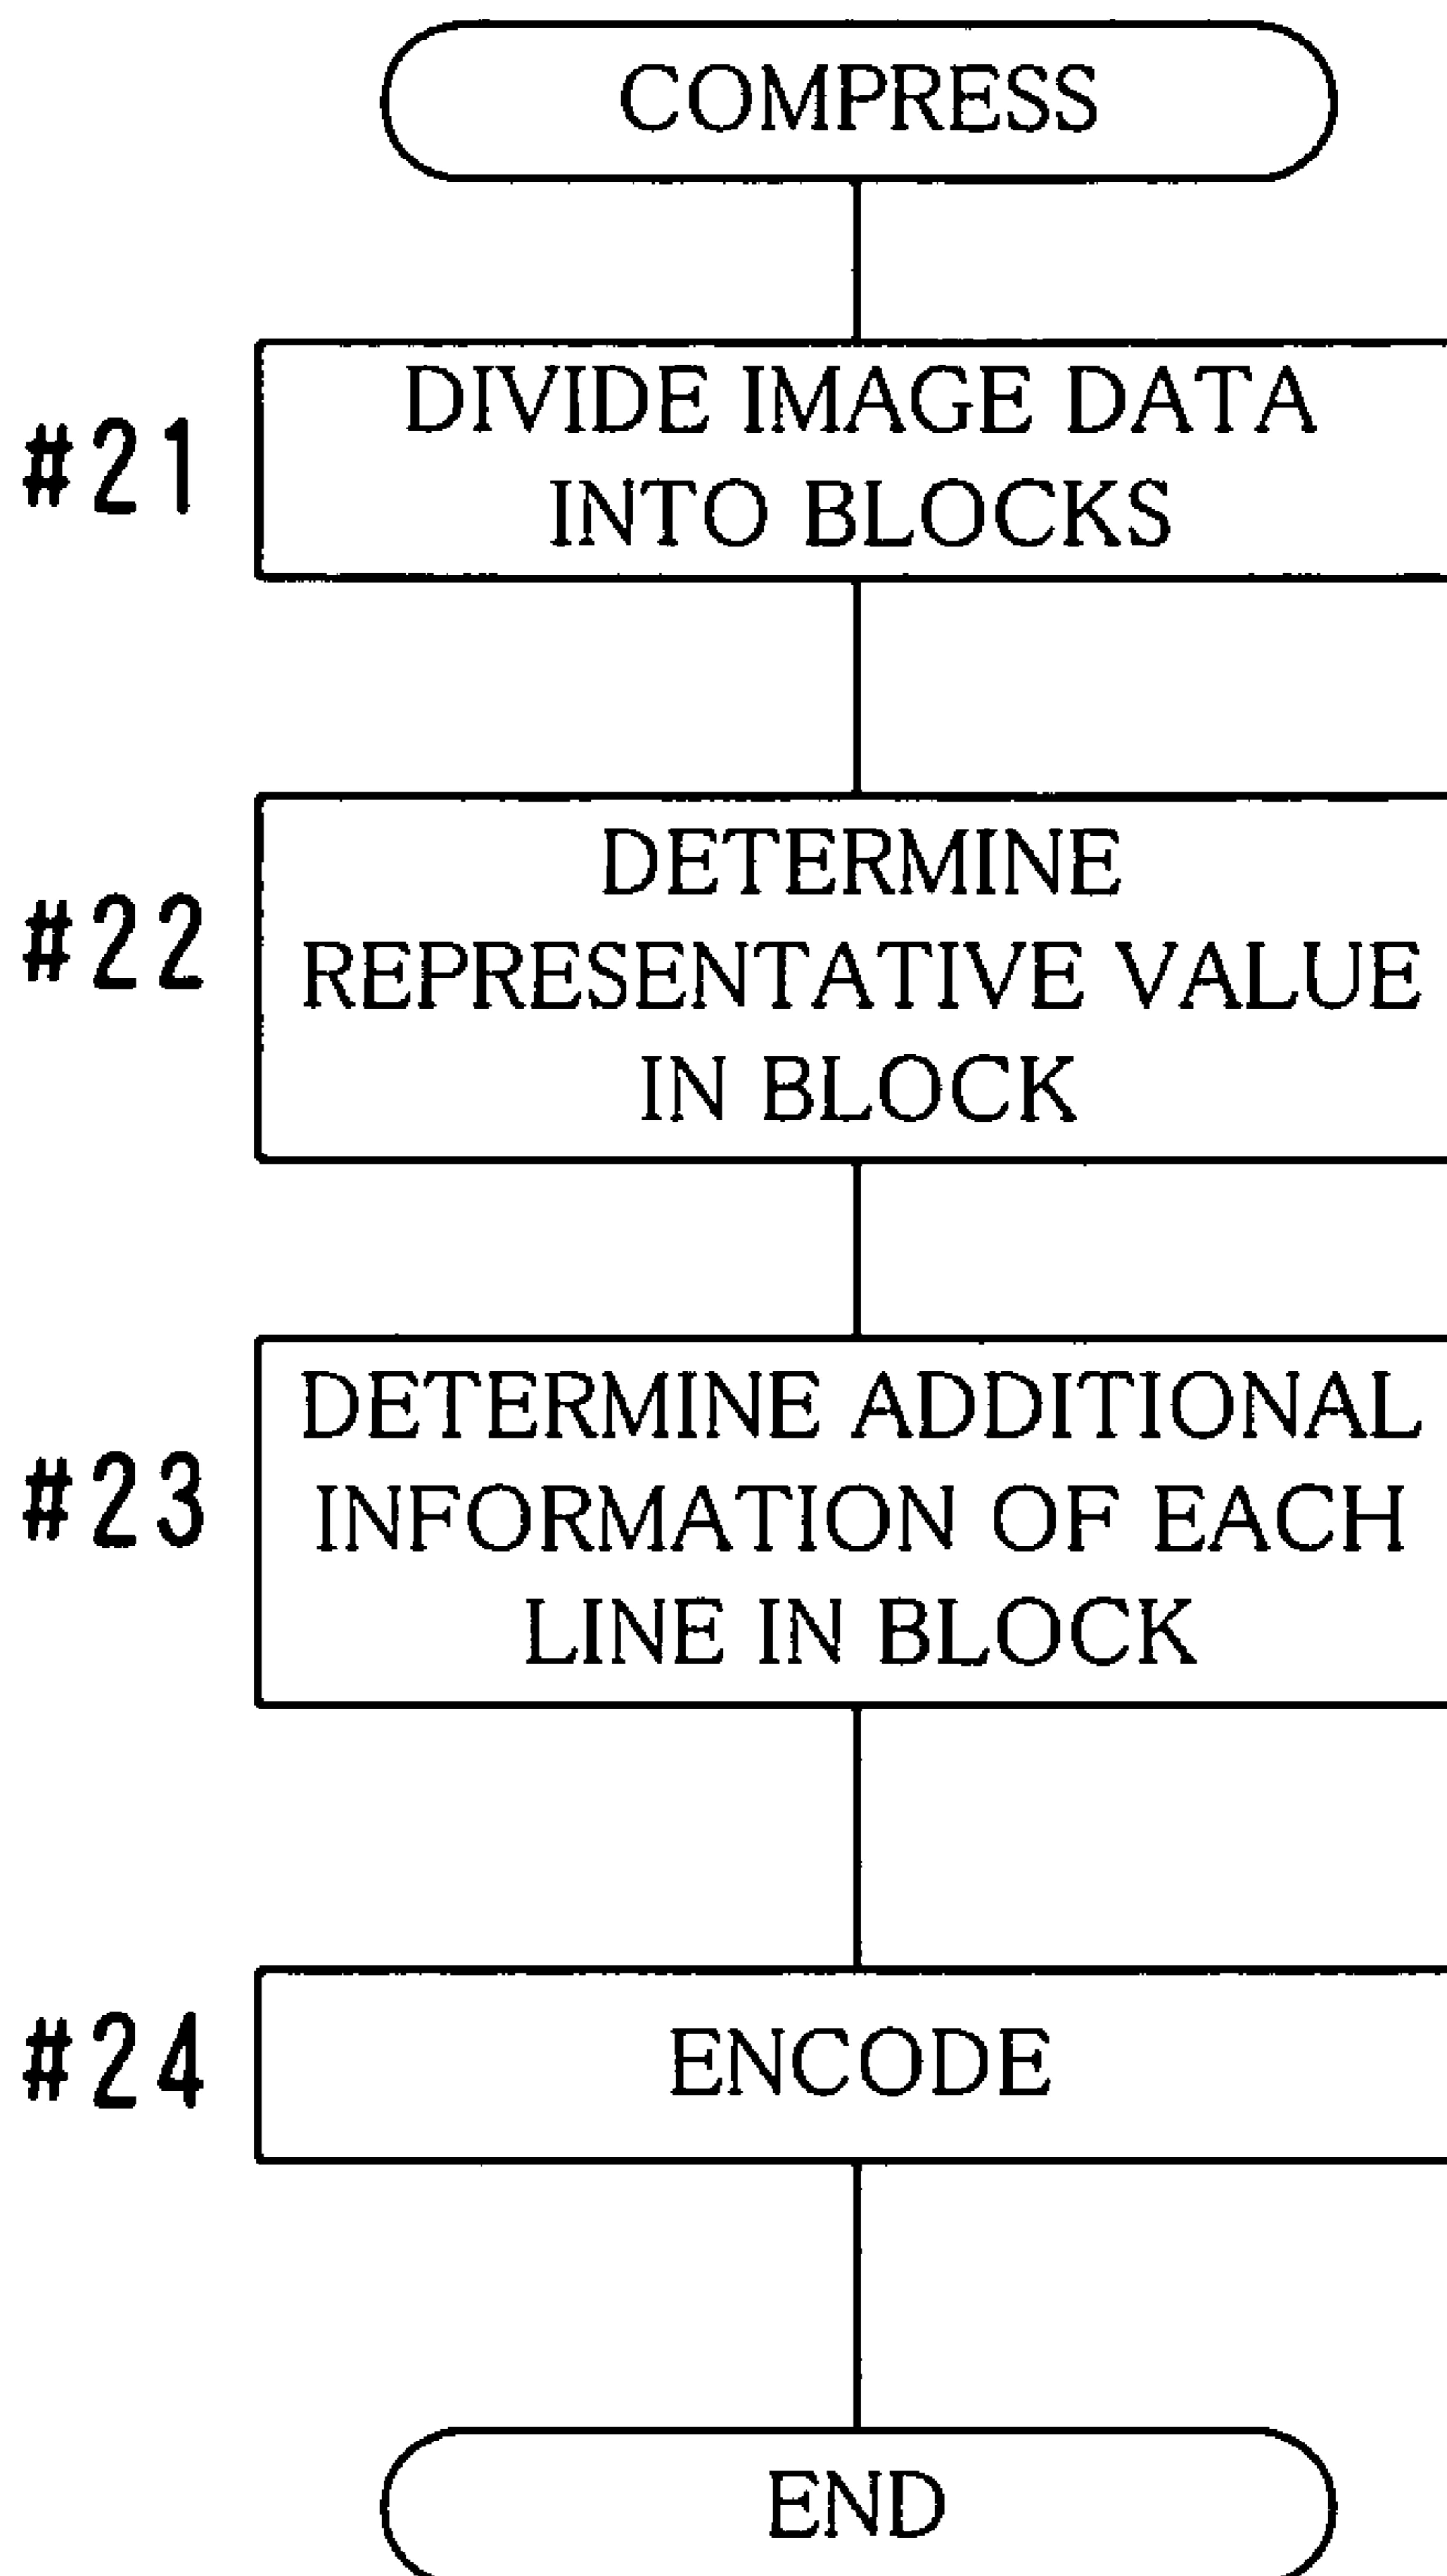 COMPRESS
#21
DIVIDE IMAGE DATA
INTO BLOCKS
#22
DETERMINE
REPRESENTATIVE VALUE
IN BLOCK
#23
DETERMINE ADDITIONAL
INFORMATION OF EACH
LINE IN BLOCK
#24
ENCODE
END